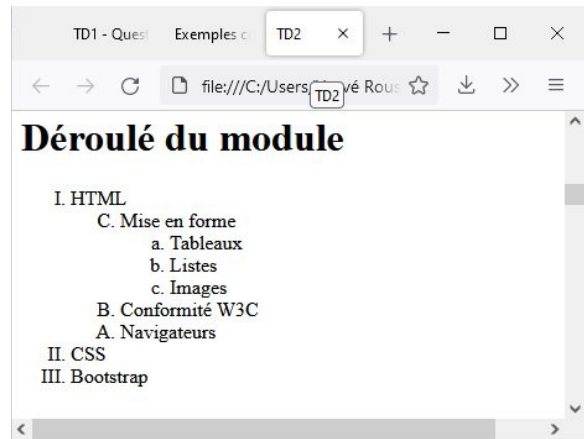 TD1 - Ques
Exemples c
TD2
file:///C:/Users/ vé Rous
TD2
Déroulé du module
I. HTML
C. Mise en forme
a. Tableaux
b. Listes
c. Images
B. Conformité W3C
A. Navigateurs
II. CSS
III. Bootstrap